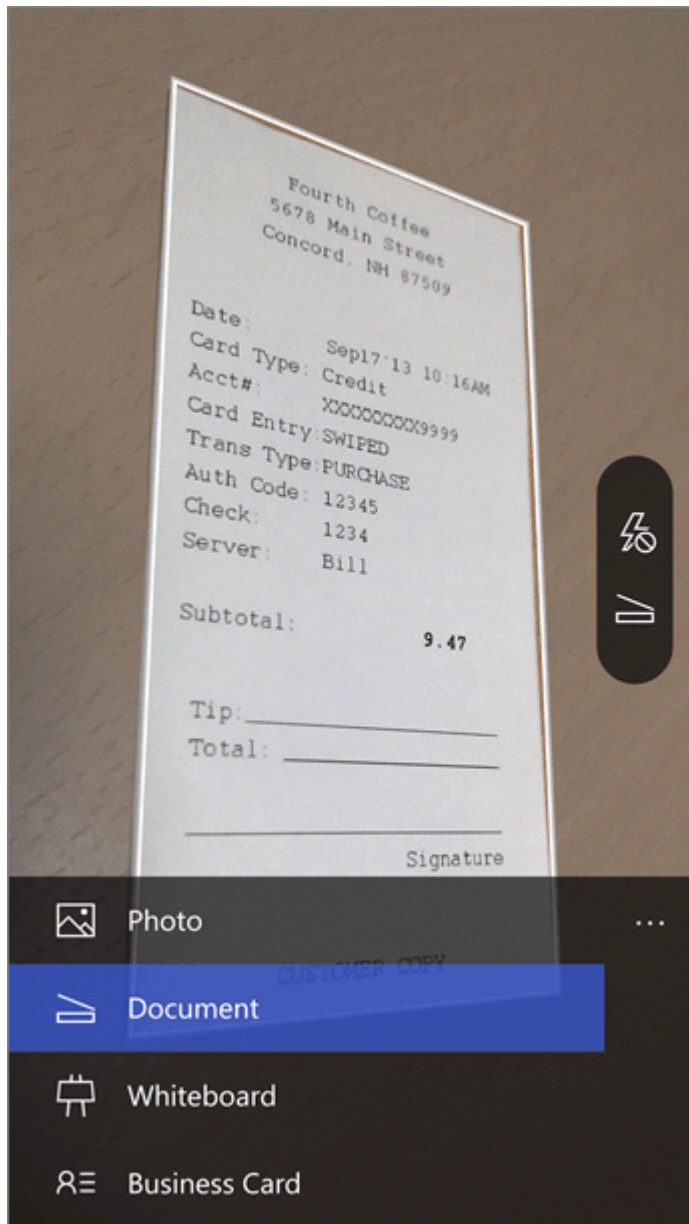 Fourth Coffee
5678 Main Street
Concord, NH 87509
Date: Sep17'13 10:16AM
Card Type: Credit
Acct#: XXXXXXXXXX9999
Card Entry:SWIPED
Trans Type:PURCHASE
Auth Code: 12345
Check: 1234
Server: Bill
Subtotal: 9.47
Tip:
Total:
Signature
Photo
CUSTOMER COPY
Document
Whiteboard
Business Card